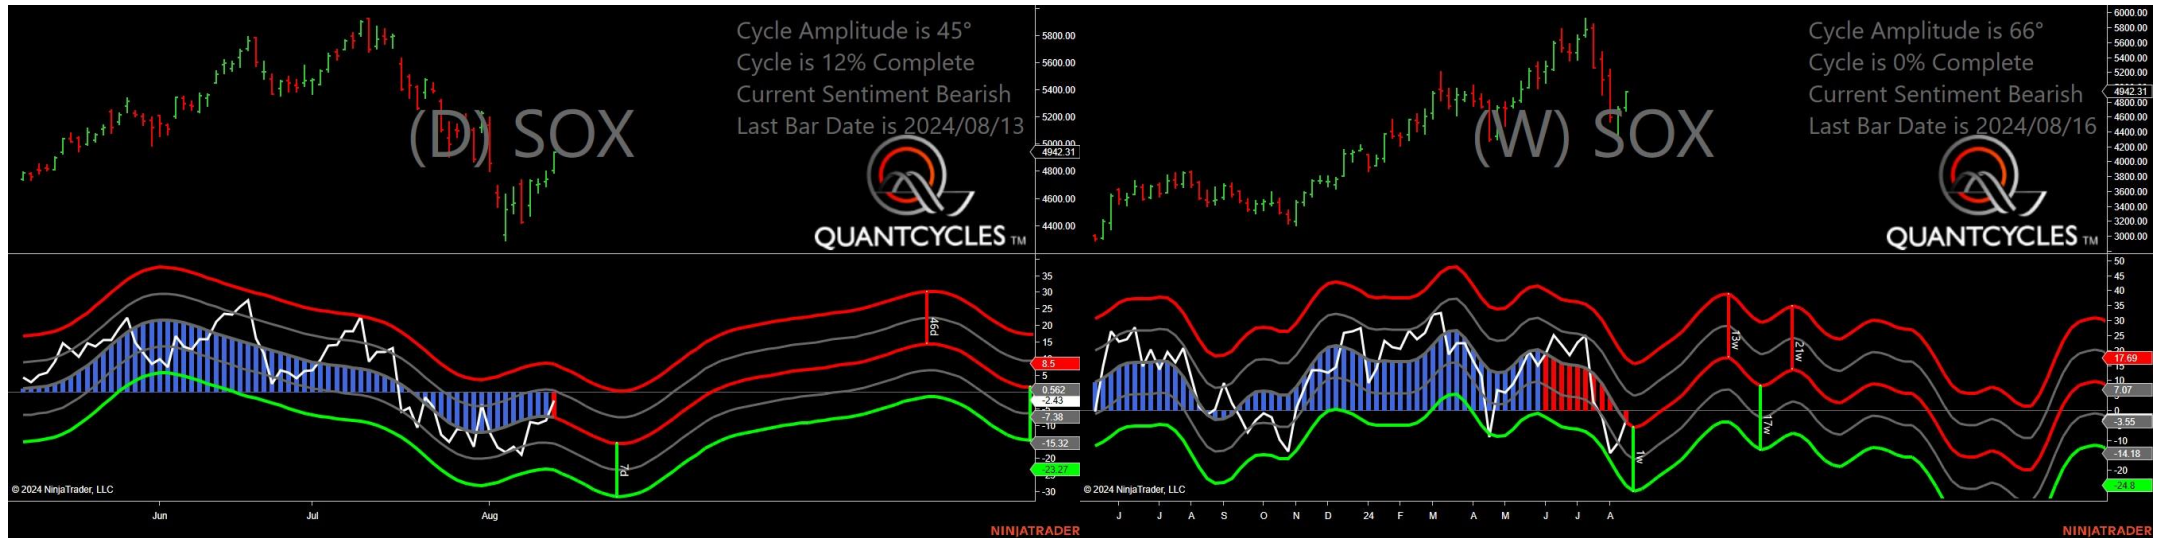 Cycle Amplitude is 45°
Cycle is 12% Complete
Current Sentiment Bearish
Last Bar Date is 2024/08/13
(D) SOX
QUANTCYCLES TM
5800.00
5600.00
5400.00
5200.00
5000.00
4942.31
4800.00
4600.00
4400.00
35
30
25
20
15
8.5
5
0.562
-2.43
-7.38
-10
-15.32
-20
-23.27
-30
46d
7d
© 2024 NinjaTrader, LLC
Jun Jul Aug
NINJATRADER
Cycle Amplitude is 66°
Cycle is 0% Complete
Current Sentiment Bearish
Last Bar Date is 2024/08/16
(W) SOX
QUANTCYCLES TM
6000.00
5800.00
5600.00
5400.00
5200.00
4942.31
4800.00
4600.00
4400.00
4200.00
4000.00
3800.00
3600.00
3400.00
3200.00
3000.00
50
45
40
35
30
25
17.69
15
10
7.07
0
-3.55
-10
-14.18
-20
-24.8
13w
21w
17w
1w
© 2024 NinjaTrader, LLC
J J A S O N D 24 F M A M J J A
NINJATRADER